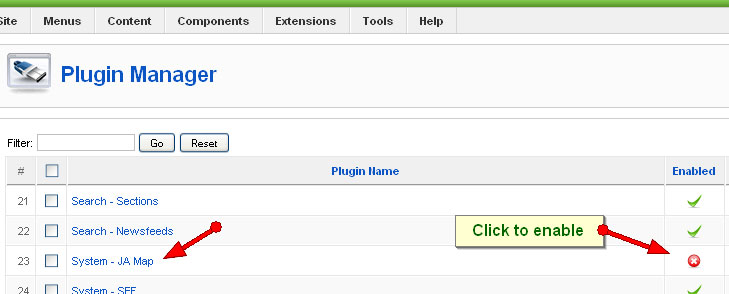 Site Menus Content Components Extensions Tools Help
Plugin Manager
Filter: Go Reset
# Plugin Name Enabled
21 Search - Sections
22 Search - Newsfeeds
Click to enable
23 System - JA Map
24 System - SEF